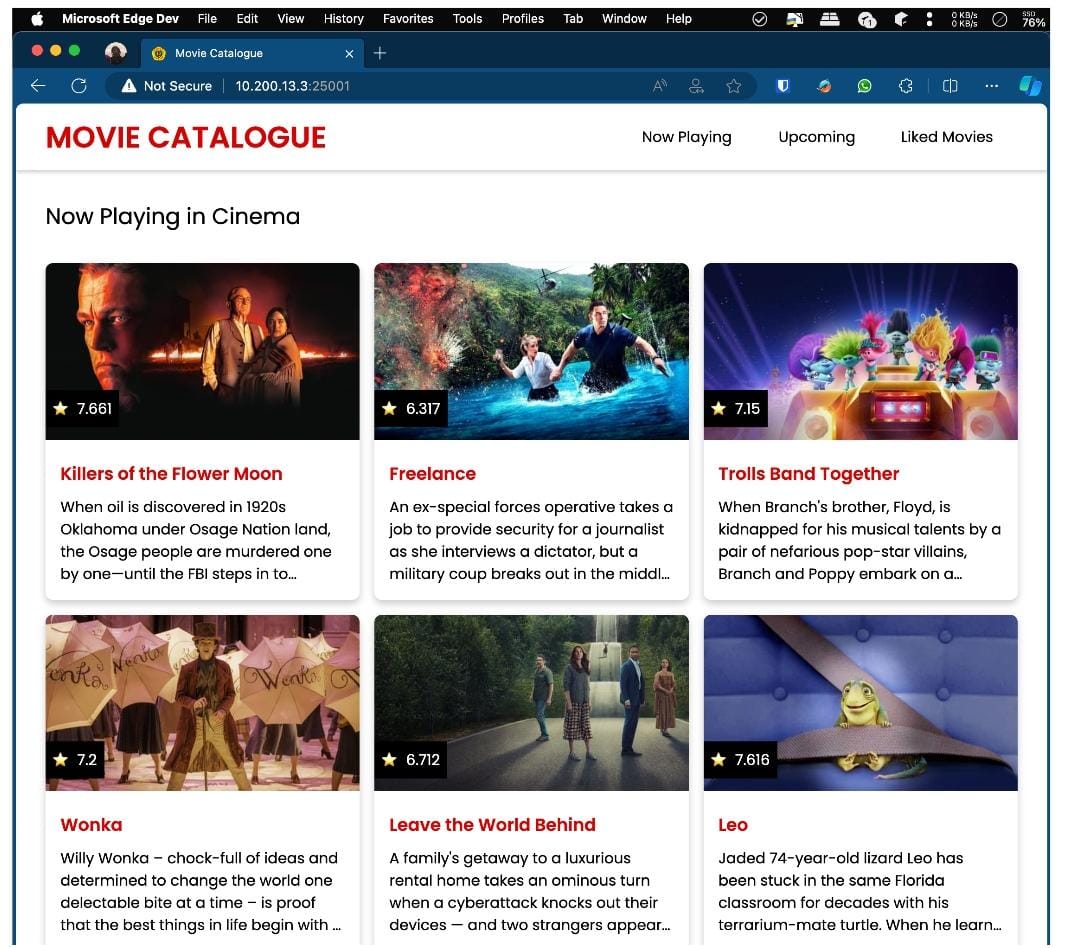 Microsoft Edge Dev File Edit View History Favorites Tools Profiles Tab Window Help 0 KB/s 0 KB/s SSD 76%
Movie Catalogue
Not Secure 10.200.13.3:25001
MOVIE CATALOGUE Now Playing Upcoming Liked Movies
Now Playing in Cinema
7.661
Killers of the Flower Moon
When oil is discovered in 1920s
Oklahoma under Osage Nation land,
the Osage people are murdered one
by one—until the FBI steps in to…
6.317
Freelance
An ex-special forces operative takes a
job to provide security for a journalist
as she interviews a dictator, but a
military coup breaks out in the middl…
7.15
Trolls Band Together
When Branch's brother, Floyd, is
kidnapped for his musical talents by a
pair of nefarious pop-star villains,
Branch and Poppy embark on a…
Wonka
Wonka
7.2
Wonka
Willy Wonka – chock-full of ideas and
determined to change the world one
delectable bite at a time – is proof
that the best things in life begin with …
6.712
Leave the World Behind
A family's getaway to a luxurious
rental home takes an ominous turn
when a cyberattack knocks out their
devices — and two strangers appear…
7.616
Leo
Jaded 74-year-old lizard Leo has
been stuck in the same Florida
classroom for decades with his
terrarium-mate turtle. When he learn…